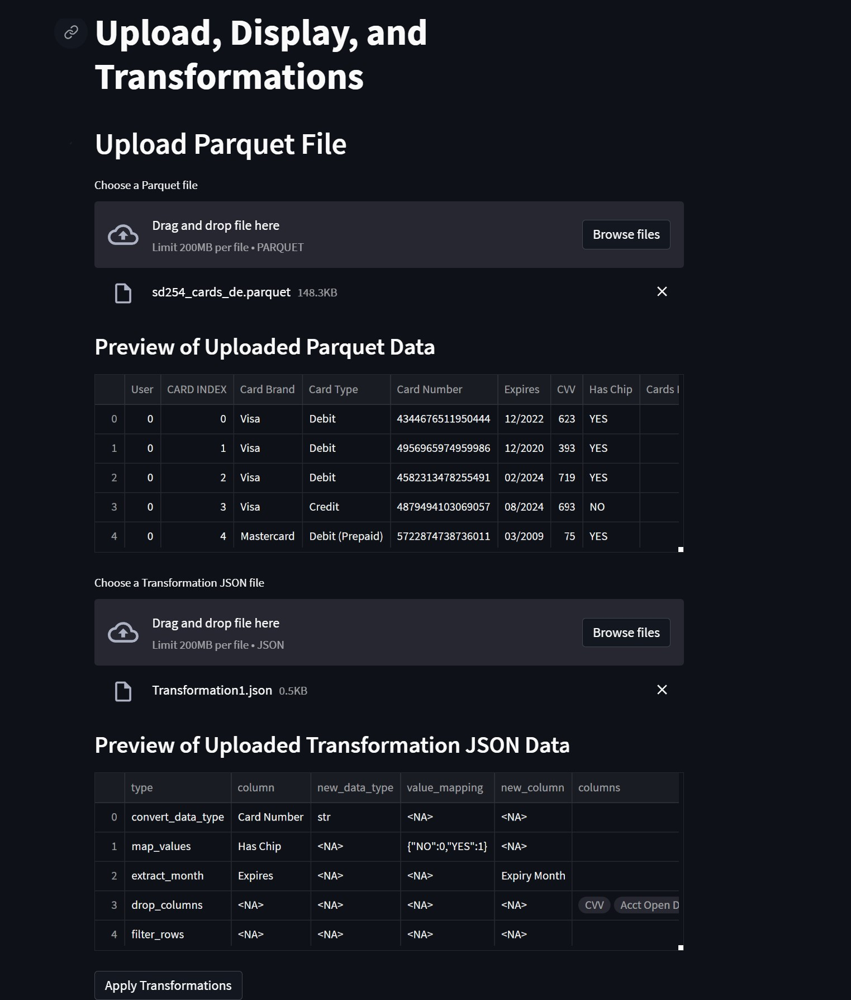 Upload, Display, and
Transformations
Upload Parquet File
Choose a Parquet file
Drag and drop file here
Limit 200MB per file • PARQUET
Browse files
sd254_cards_de.parquet 148.3KB
Preview of Uploaded Parquet Data
User CARD INDEX Card Brand Card Type Card Number Expires CVV Has Chip Cards
0 0 0 Visa Debit 4344676511950444 12/2022 623 YES
1 0 1 Visa Debit 4956965974959986 12/2020 393 YES
2 0 2 Visa Debit 4582313478255491 02/2024 719 YES
3 0 3 Visa Credit 4879494103069057 08/2024 693 NO
4 0 4 Mastercard Debit (Prepaid) 5722874738736011 03/2009 75 YES
Choose a Transformation JSON file
Drag and drop file here
Limit 200MB per file • JSON
Browse files
Transformation1.json 0.5KB
Preview of Uploaded Transformation JSON Data
type column new_data_type value_mapping new_column columns
0 convert_data_type Card Number str <NA> <NA>
1 map_values Has Chip <NA> {"NO":0,"YES":1} <NA>
2 extract_month Expires <NA> <NA> Expiry Month
3 drop_columns <NA> <NA> <NA> <NA> CVV Acct Open D
4 filter_rows <NA> <NA> <NA> <NA>
Apply Transformations